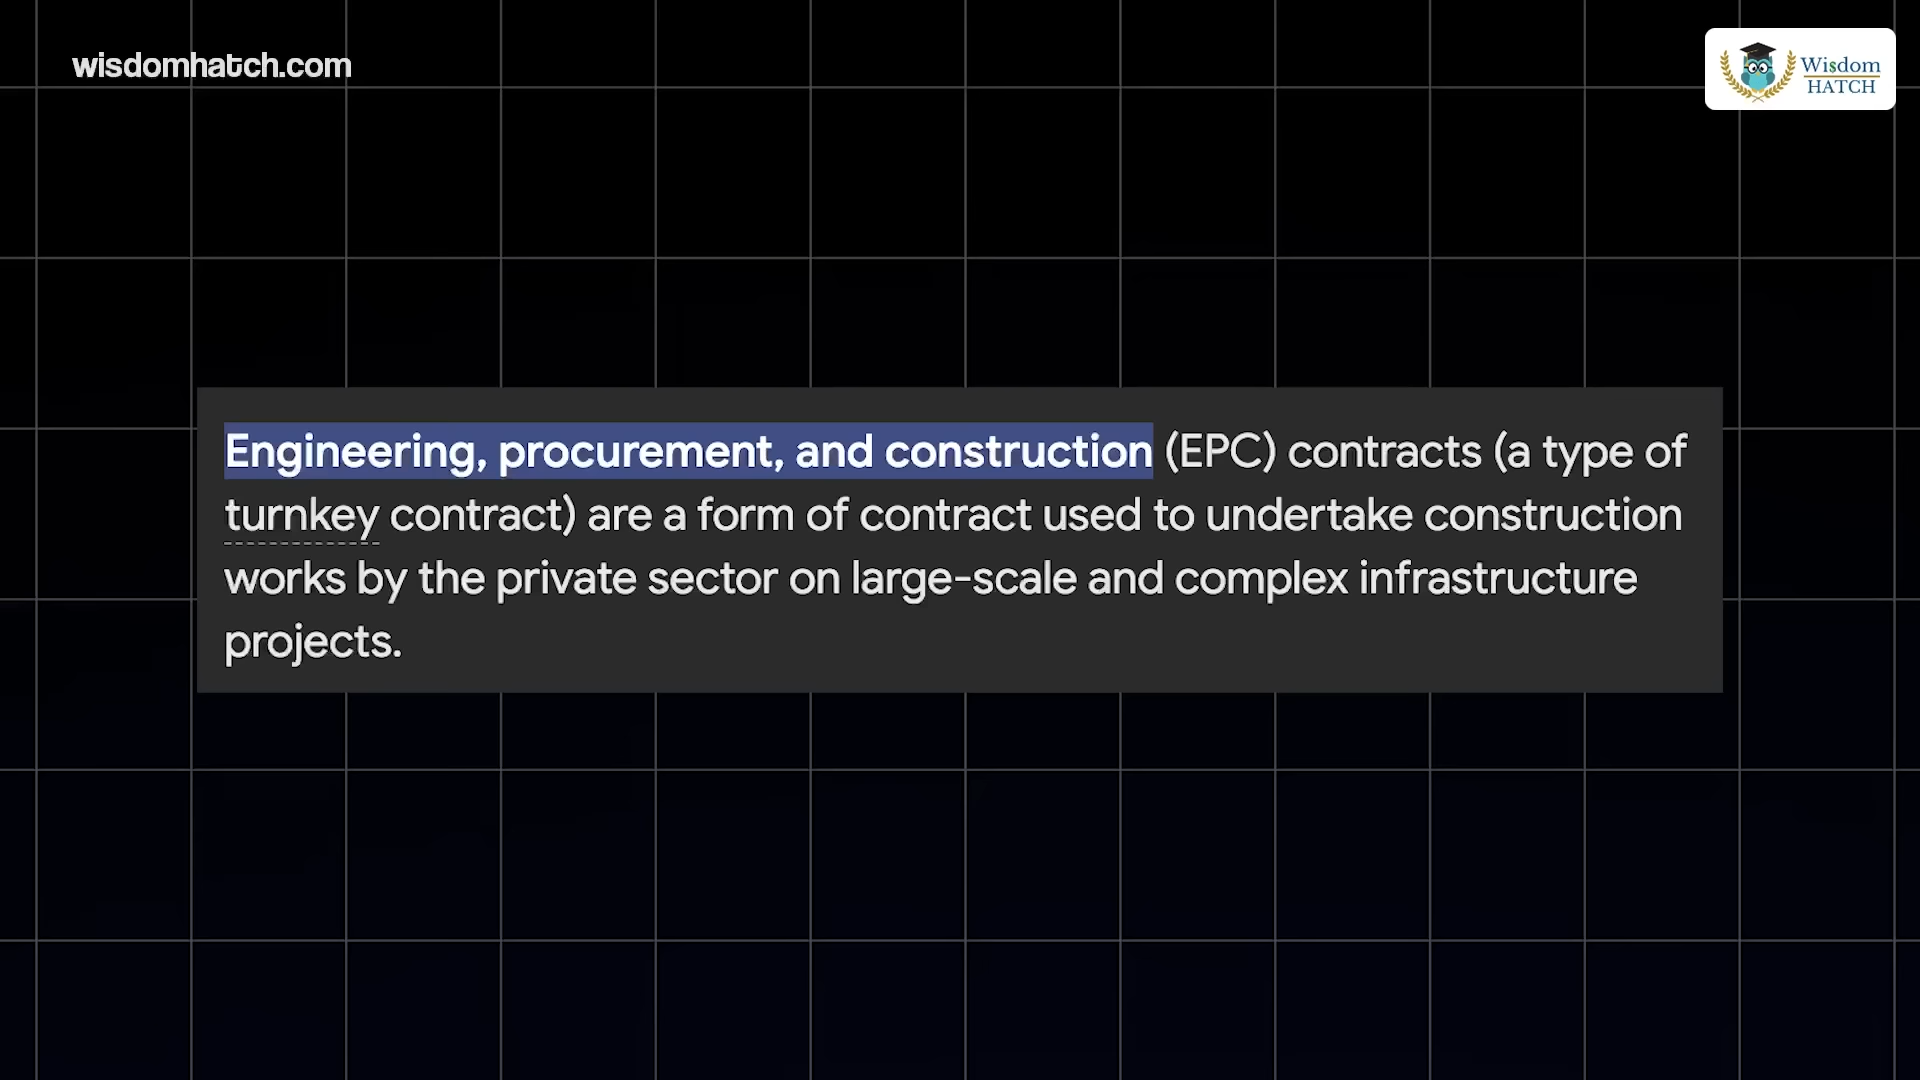 wisdomhatch.com
Wisdom
HATCH
Engineering, procurement, and construction (EPC) contracts (a type of
turnkey contract) are a form of contract used to undertake construction
works by the private sector on large-scale and complex infrastructure
projects.